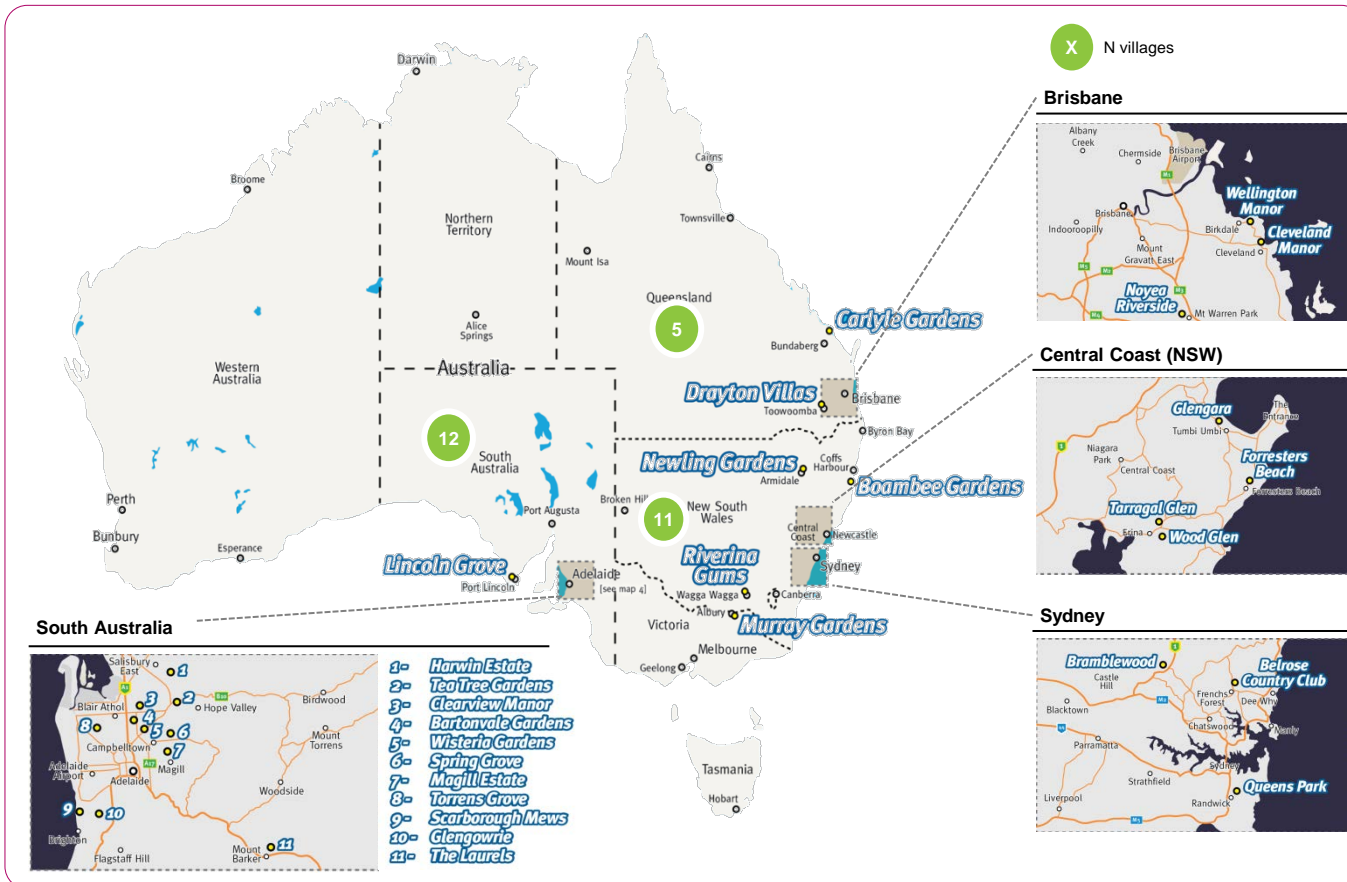 X N villages
Darwin
Broome
Northern
Territory
Cairns
Townsville
Mount Isa
Queensland
5
Alice
Springs
Western
Australia
Australia
Carlyle Gardens
Bundaberg
Drayton Villas
Toowoomba
Brisbane
Byron Bay
12
South
Australia
Newling Gardens
Armidale
Coffs
Harbour
Boambee Gardens
Perth
Bunbury
Esperance
Port Augusta
Broken Hill
11
New South
Wales
Central
Coast
Newcastle
Sydney
Lincoln Grove
Port Lincoln
Adelaide
[see map 4]
Riverina
Gums
Wagga Wagga
Canberra
Albury
Murray Gardens
Victoria
Melbourne
Geelong
Tasmania
Hobart
Brisbane
Albany
Creek
Chermside
Brisbane
Airport
M1
Brisbane
Wellington
Manor
Indooroopilly
Birkdale
Cleveland
Manor
Cleveland
Mount
Gravatt East
Noyea
Riverside
Mt Warren Park
Central Coast (NSW)
Glengara
The
Entrance
Tumbi Umbi
1
Niagara
Park
Central Coast
Forresters
Beach
Forresters Beach
Tarragal Glen
Erina
Wood Glen
Sydney
Bramblewood
Castle
Hill
Belrose
Country Club
Frenchs
Forest
Dee Why
Blacktown
Chatswood
Manly
Parramatta
Sydney
Strathfield
Liverpool
Randwick
Queens Park
South Australia
Salisbury
East
1
Birdwood
Blair Athol
3
2
Hope Valley
4
8
5
6
Mount
Torrens
Campbelltown
7
Magill
Adelaide
Airport
Adelaide
Woodside
9
10
Brighton
Flagstaff Hill
Mount
Barker
11
1- Harwin Estate
2- Tea Tree Gardens
3- Clearview Manor
4- Bartonvale Gardens
5- Wisteria Gardens
6- Spring Grove
7- Magill Estate
8- Torrens Grove
9- Scarborough Mews
10- Glengowrie
11- The Laurels